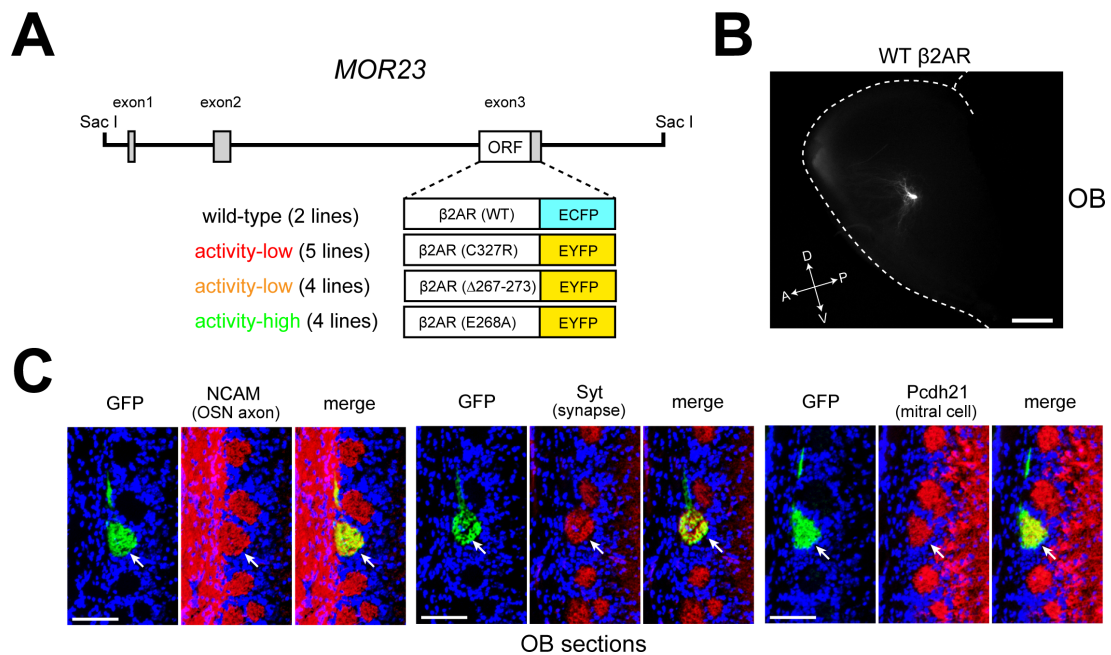 A
MOR23
exon1 exon2 exon3
Sac I Sac I
ORF
wild-type (2 lines) β2AR (WT) ECFP
activity-low (5 lines) β2AR (C327R) EYFP
activity-low (4 lines) β2AR (Δ267-273) EYFP
activity-high (4 lines) β2AR (E268A) EYFP
B
WT β2AR
OB
D
A P
V
C
GFP NCAM (OSN axon) merge
GFP Syt (synapse) merge
GFP Pcdh21 (mitral cell) merge
OB sections